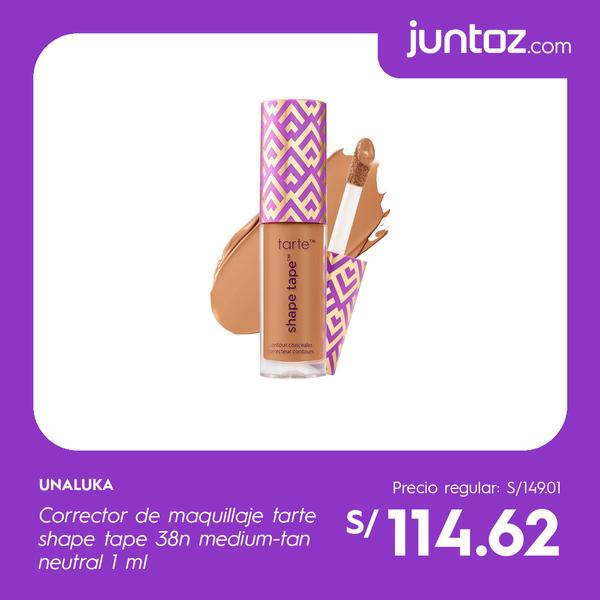 juntoz.com
tarte™
shape tape™
contour concealer
correcteur contours
UNALUKA
Corrector de maquillaje tarte
shape tape 38n medium-tan
neutral 1 ml
Precio regular: S/149.01
S/114.62